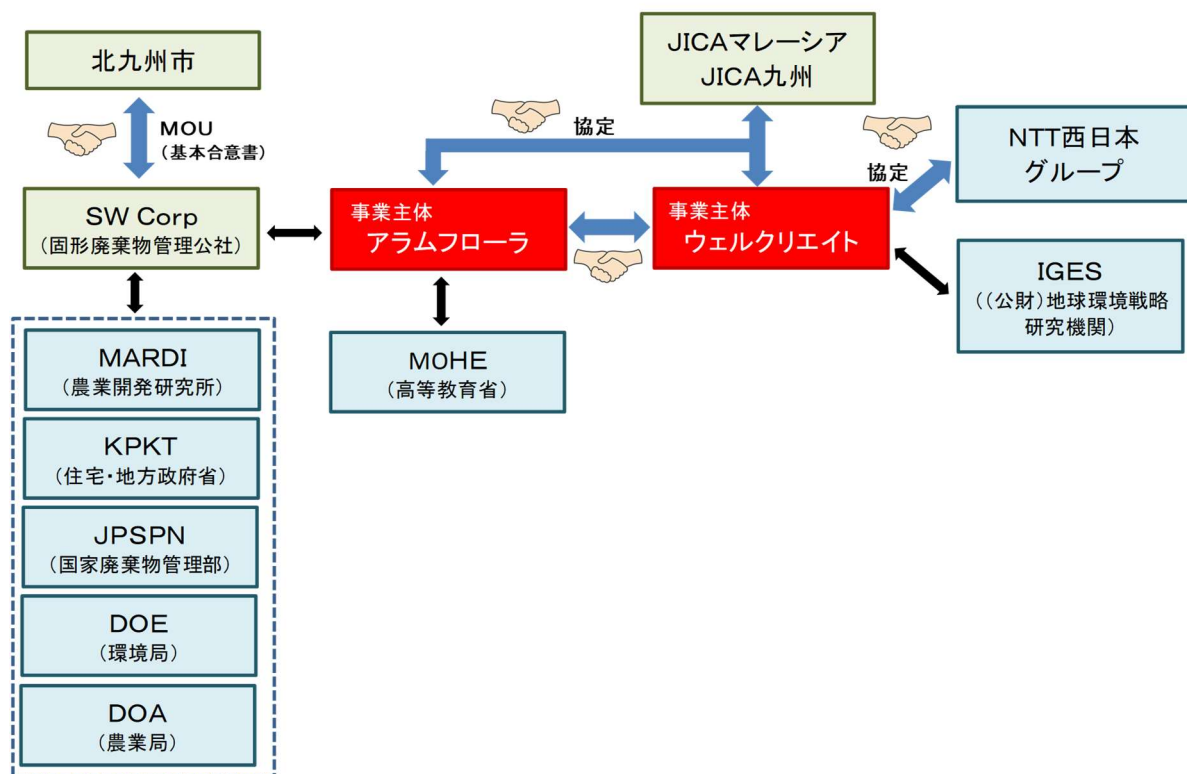 北九州市
MOU
（基本合意書）
JICAマレーシア
JICA九州
協定
NTT西日本
グループ
協定
SW Corp
（固形廃棄物管理公社）
事業主体
アラムフローラ
事業主体
ウェルクリエイト
IGES
（（公財）地球環境戦略
研究機関）
MARDI
（農業開発研究所）
MOHE
（高等教育省）
KPKT
（住宅・地方政府省）
JPSPN
（国家廃棄物管理部）
DOE
（環境局）
DOA
（農業局）